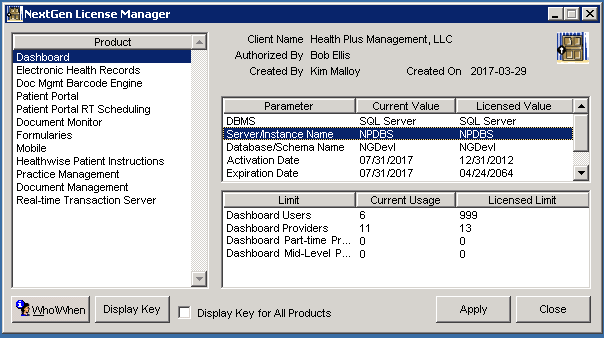 NextGen License Manager
Product
Dashboard
Electronic Health Records
Doc Mgmt Barcode Engine
Patient Portal
Patient Portal RT Scheduling
Document Monitor
Formularies
Mobile
Healthwise Patient Instructions
Practice Management
Document Management
Real-time Transaction Server
Client Name Health Plus Management, LLC
Authorized By Bob Ellis
Created By Kim Malloy Created On 2017-03-29
Parameter Current Value Licensed Value
DBMS SQL Server SQL Server
Server/Instance Name NPDBS NPDBS
Database/Schema Name NGDevl NGDevl
Activation Date 07/31/2017 12/31/2012
Expiration Date 07/31/2017 04/24/2064
Limit Current Usage Licensed Limit
Dashboard Users 6 999
Dashboard Providers 11 13
Dashboard Part-time Pr... 0 0
Dashboard Mid-Level P... 0 0
Who/When Display Key Display Key for All Products Apply Close